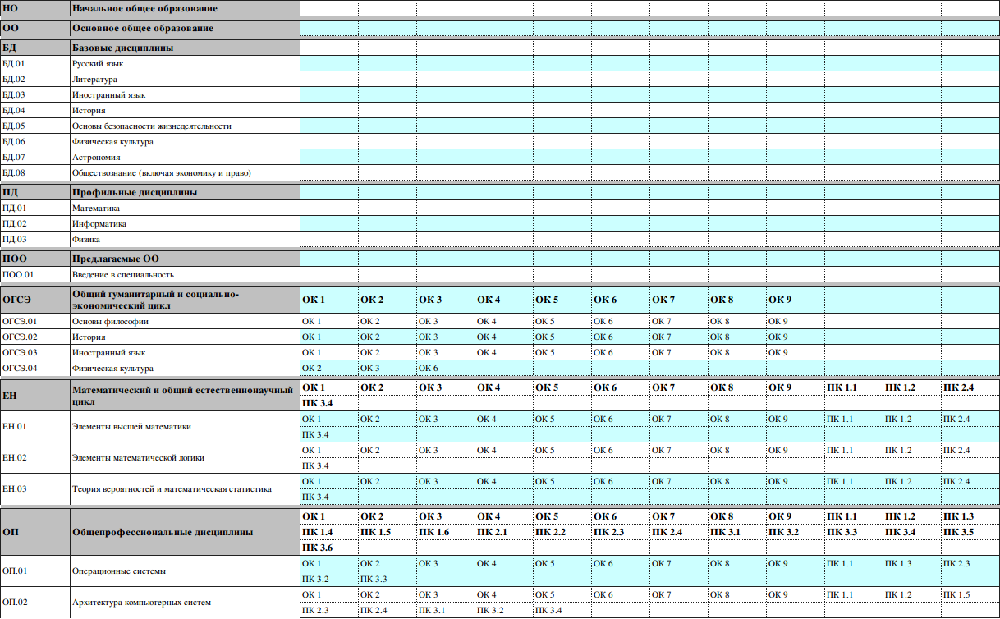 НО Начальное общее образование
ОО Основное общее образование
БД Базовые дисциплины
БД.01 Русский язык
БД.02 Литература
БД.03 Иностранный язык
БД.04 История
БД.05 Основы безопасности жизнедеятельности
БД.06 Физическая культура
БД.07 Астрономия
БД.08 Обществознание (включая экономику и право)
ПД Профильные дисциплины
ПД.01 Математика
ПД.02 Информатика
ПД.03 Физика
ПОО Предлагаемые ОО
ПОО.01 Введение в специальность
ОГСЭ Общий гуманитарный и социально-
экономический цикл ОК 1 ОК 2 ОК 3 ОК 4 ОК 5 ОК 6 ОК 7 ОК 8 ОК 9
ОГСЭ.01 Основы философии ОК 1 ОК 2 ОК 3 ОК 4 ОК 5 ОК 6 ОК 7 ОК 8 ОК 9
ОГСЭ.02 История ОК 1 ОК 2 ОК 3 ОК 4 ОК 5 ОК 6 ОК 7 ОК 8 ОК 9
ОГСЭ.03 Иностранный язык ОК 1 ОК 2 ОК 3 ОК 4 ОК 5 ОК 6 ОК 7 ОК 8 ОК 9
ОГСЭ.04 Физическая культура ОК 2 ОК 3 ОК 6
ЕН Математический и общий естественнонаучный ОК 1 ОК 2 ОК 3 ОК 4 ОК 5 ОК 6 ОК 7 ОК 8 ОК 9 ПК 1.1 ПК 1.2 ПК 2.4
цикл ПК 3.4
ЕН.01 Элементы высшей математики ОК 1 ОК 2 ОК 3 ОК 4 ОК 5 ОК 6 ОК 7 ОК 8 ОК 9 ПК 1.1 ПК 1.2 ПК 2.4
ПК 3.4
ЕН.02 Элементы математической логики ОК 1 ОК 2 ОК 3 ОК 4 ОК 5 ОК 6 ОК 7 ОК 8 ОК 9 ПК 1.1 ПК 1.2 ПК 2.4
ПК 3.4
ЕН.03 Теория вероятностей и математическая статистика ОК 1 ОК 2 ОК 3 ОК 4 ОК 5 ОК 6 ОК 7 ОК 8 ОК 9 ПК 1.1 ПК 1.2 ПК 2.4
ПК 3.4
ОК 1 ОК 2 ОК 3 ОК 4 ОК 5 ОК 6 ОК 7 ОК 8 ОК 9 ПК 1.1 ПК 1.2 ПК 1.3
ОП Общепрофессиональные дисциплины ПК 1.4 ПК 1.5 ПК 1.6 ПК 2.1 ПК 2.2 ПК 2.3 ПК 2.4 ПК 3.1 ПК 3.2 ПК 3.3 ПК 3.4 ПК 3.5
ПК 3.6
ОП.01 Операционные системы ОК 1 ОК 2 ОК 3 ОК 4 ОК 5 ОК 6 ОК 7 ОК 8 ОК 9 ПК 1.1 ПК 1.3 ПК 2.3
ПК 3.2 ПК 3.3
ОП.02 Архитектура компьютерных систем ОК 1 ОК 2 ОК 3 ОК 4 ОК 5 ОК 6 ОК 7 ОК 8 ОК 9 ПК 1.1 ПК 1.2 ПК 1.5
ПК 2.3 ПК 2.4 ПК 3.1 ПК 3.2 ПК 3.4